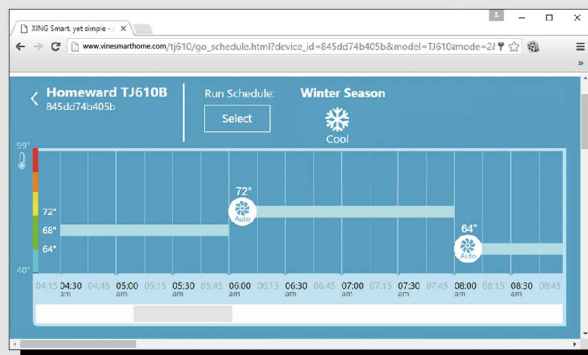 XING Smart, yet simple -
www.vinesmarthome.com/tj610/go_schedule.html?device_id=845dd74b405b&model=TJ610&mode=2&
Homeward TJ610B
845dd74b405b
Run Schedule:
Select
Winter Season
Cool
99°
72°
68°
64°
40°
72°
Auto
64°
Auto
04:15 04:30 04:45 05:00 05:15 05:30 05:45 06:00 06:15 06:30 06:45 07:00 07:15 07:30 07:45 08:00 08:15 08:30 08:45
am am am am am am am am am